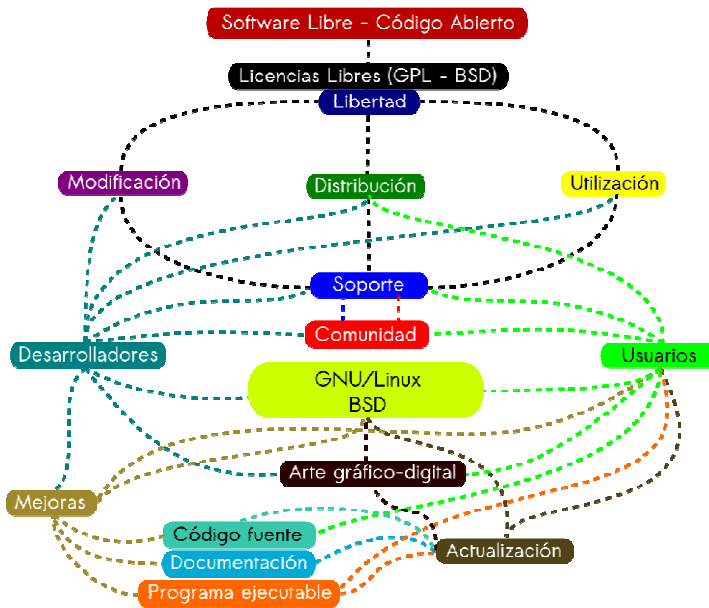 Software Libre - Código Abierto
Licencias Libres (GPL - BSD)
Libertad
Modificación
Distribución
Utilización
Soporte
Comunidad
Desarrolladores
Usuarios
GNU/Linux
BSD
Arte gráfico-digital
Mejoras
Código fuente
Actualización
Documentación
Programa ejecutable